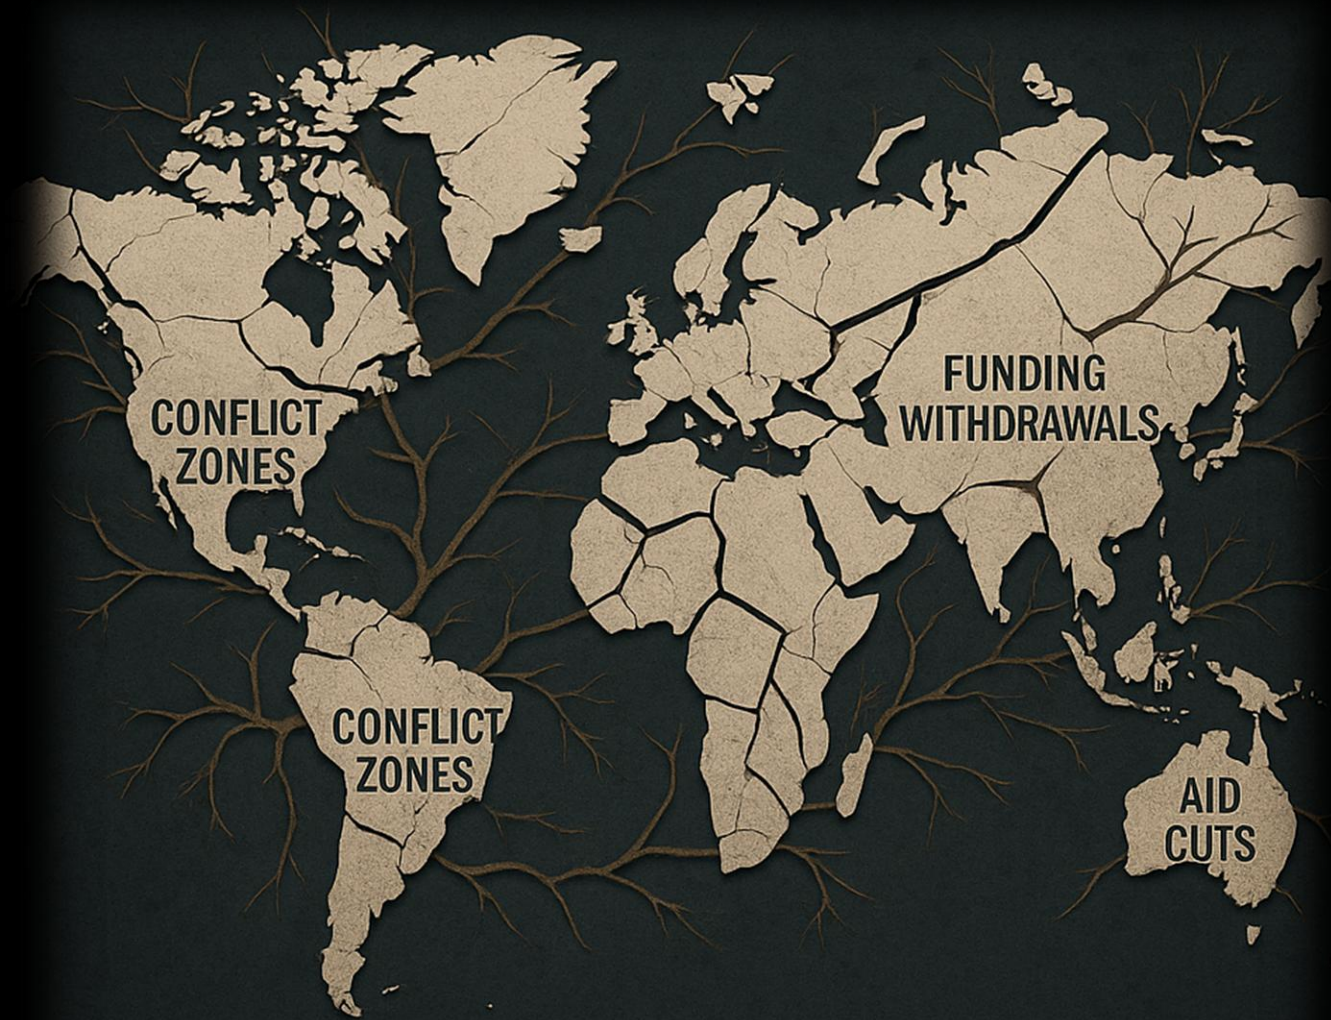 CONFLICT
ZONES
FUNDING
WITHDRAWALS
CONFLICT
ZONES
AID
CUTS